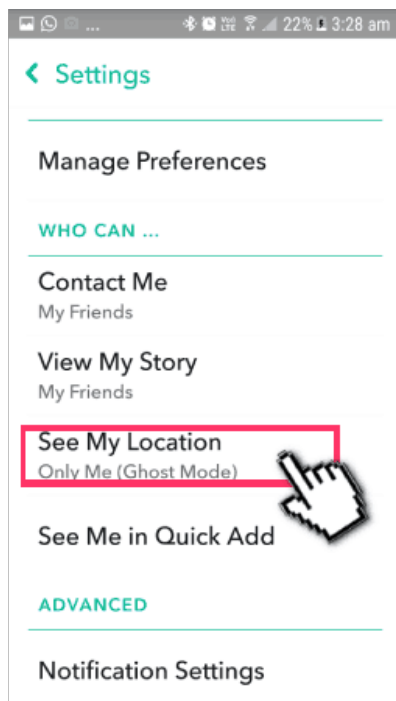 ... 22% 3:28 am
Settings
Manage Preferences
WHO CAN ...
Contact Me
My Friends
View My Story
My Friends
See My Location
Only Me (Ghost Mode)
See Me in Quick Add
ADVANCED
Notification Settings